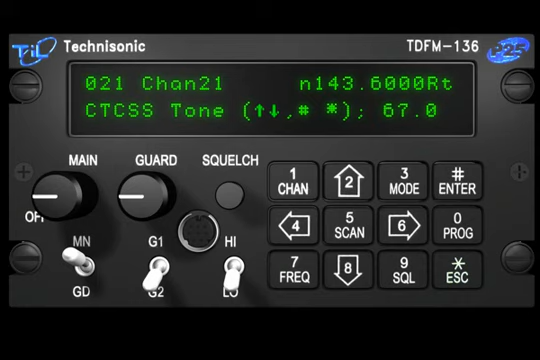 TiL Technisonic TDFM-136 P25
021 Chan21 n143.6000Rt
CTCSS Tone (↑↓,# *); 67.0
MAIN GUARD SQUELCH
OFF
MN G1 HI
GD G2 LO
1 CHAN 2 3 MODE # ENTER
4 5 SCAN 6 0 PROG
7 FREQ 8 9 SQL * ESC